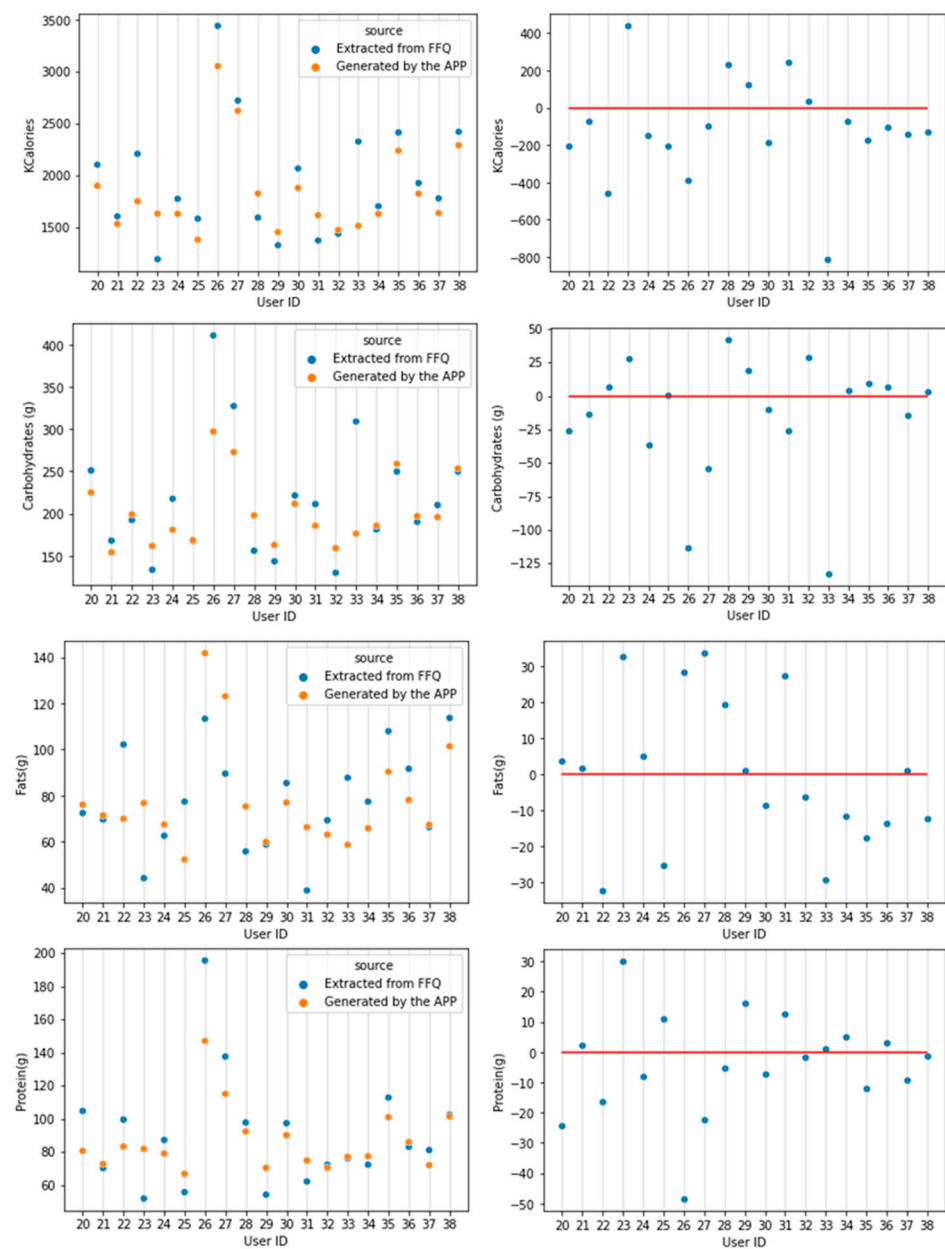 source
Extracted from FFQ
Generated by the APP
KCalories
3500
3000
2500
2000
1500
20 21 22 23 24 25 26 27 28 29 30 31 32 33 34 35 36 37 38
User ID
KCalories
400
200
0
−200
−400
−600
−800
20 21 22 23 24 25 26 27 28 29 30 31 32 33 34 35 36 37 38
User ID
source
Extracted from FFQ
Generated by the APP
Carbohydrates (g)
400
350
300
250
200
150
20 21 22 23 24 25 26 27 28 29 30 31 32 33 34 35 36 37 38
User ID
Carbohydrates (g)
50
25
0
−25
−50
−75
−100
−125
20 21 22 23 24 25 26 27 28 29 30 31 32 33 34 35 36 37 38
User ID
source
Extracted from FFQ
Generated by the APP
Fats(g)
140
120
100
80
60
40
20 21 22 23 24 25 26 27 28 29 30 31 32 33 34 35 36 37 38
User ID
Fats(g)
30
20
10
0
−10
−20
−30
20 21 22 23 24 25 26 27 28 29 30 31 32 33 34 35 36 37 38
User ID
source
Extracted from FFQ
Generated by the APP
Protein(g)
200
180
160
140
120
100
80
60
20 21 22 23 24 25 26 27 28 29 30 31 32 33 34 35 36 37 38
User ID
Protein(g)
30
20
10
0
−10
−20
−30
−40
−50
20 21 22 23 24 25 26 27 28 29 30 31 32 33 34 35 36 37 38
User ID